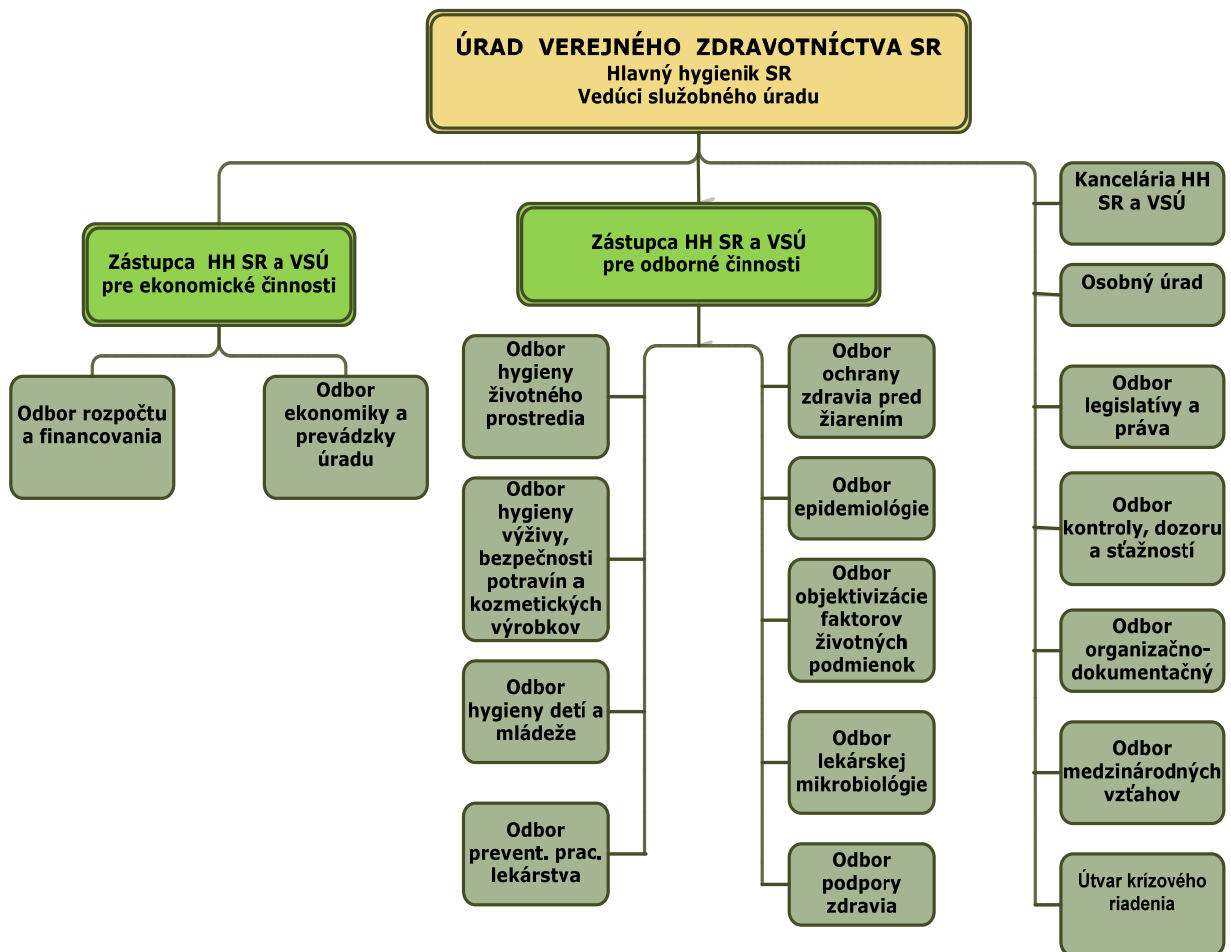 ÚRAD VEREJNÉHO ZDRAVOTNÍCTVA SR
Hlavný hygienik SR
Vedúci služobného úradu
Zástupca HH SR a VSÚ
pre ekonomické činnosti
Odbor rozpočtu
a financovania
Odbor
ekonomiky a
prevádzky
úradu
Zástupca HH SR a VSÚ
pre odborné činnosti
Odbor
hygieny
životného
prostredia
Odbor
hygieny
výživy,
bezpečnosti
potravín a
kozmetických
výrobkov
Odbor
hygieny detí a
mládeže
Odbor
prevent. prac.
lekárstva
Odbor
ochrany
zdravia pred
žiarením
Odbor
epidemiológie
Odbor
objektivizácie
faktorov
životných
podmienok
Odbor
lekárskej
mikrobiológie
Odbor
podpory
zdravia
Kancelária HH
SR a VSÚ
Osobný úrad
Odbor
legislatívy a
práva
Odbor
kontroly, dozoru
a sťažností
Odbor
organizačno-
dokumentačný
Odbor
medzinárodných
vzťahov
Útvar krízového
riadenia